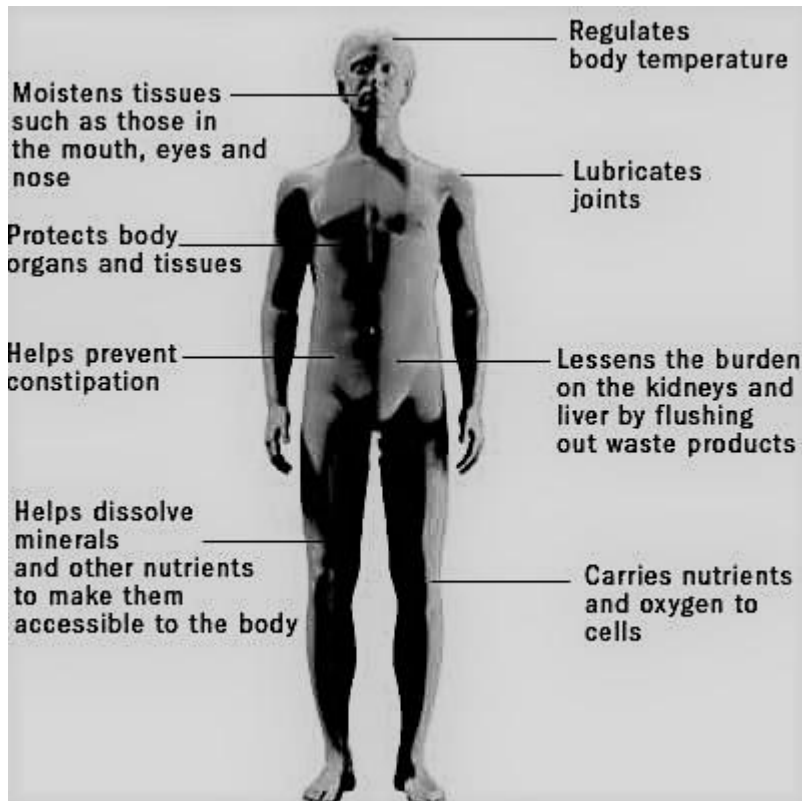 Regulates
body temperature
Moistens tissues
such as those in
the mouth, eyes and
nose
Lubricates
joints
Protects body
organs and tissues
Helps prevent
constipation
Lessens the burden
on the kidneys and
liver by flushing
out waste products
Helps dissolve
minerals
and other nutrients
to make them
accessible to the body
Carries nutrients
and oxygen to
cells